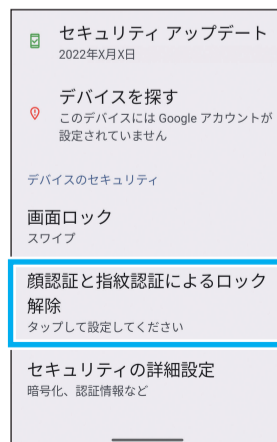 セキュリティ アップデート
2022年X月X日
デバイスを探す
このデバイスには Google アカウントが
設定されていません
デバイスのセキュリティ
画面ロック
スワイプ
顔認証と指紋認証によるロック
解除
タップして設定してください
セキュリティの詳細設定
暗号化、認証情報など